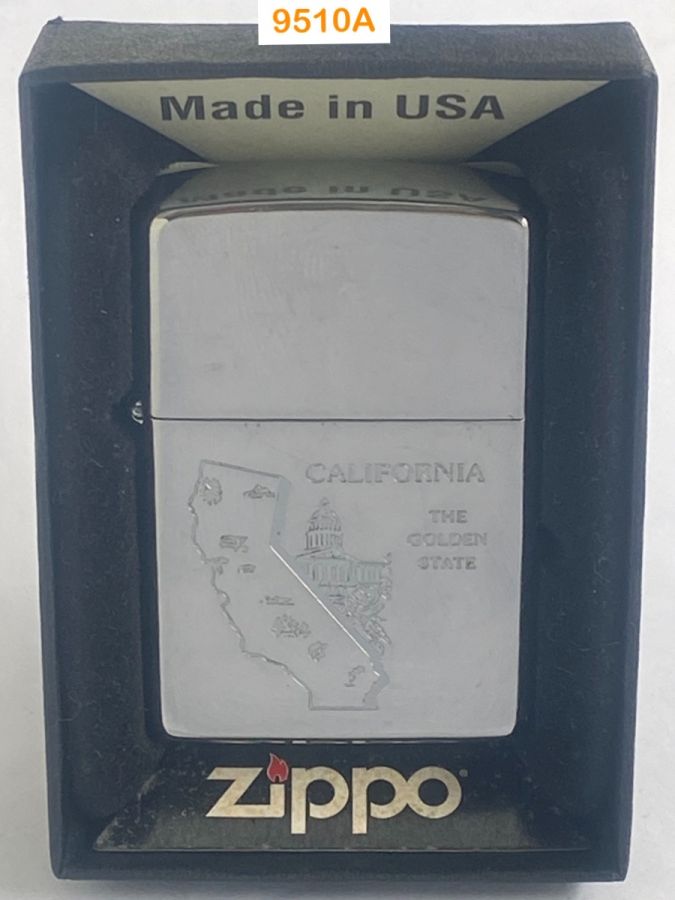 9510A
Made in USA
CALIFORNIA
THE
GOLDEN
STATE
zippo